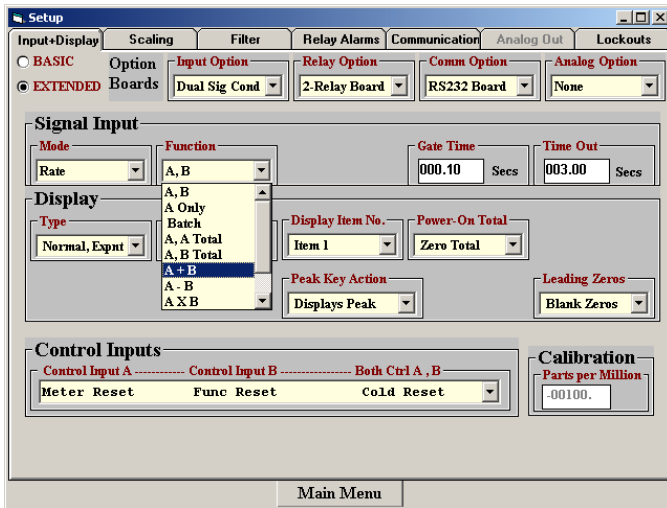 Setup
Input+Display Scaling Filter Relay Alarms Communication Analog Out Lockouts
BASIC
EXTENDED
Option Boards
Input Option Relay Option Comm Option Analog Option
Dual Sig Cond 2-Relay Board RS232 Board None
Signal Input
Mode Function Gate Time Time Out
Rate A, B 000.10 Secs 003.00 Secs
A, B
A Only
Batch
A, A Total
A, B Total
A + B
A - B
A X B
Display
Type Display Item No. Power-On Total
Normal, Expnt Item 1 Zero Total
Peak Key Action Leading Zeros
Displays Peak Blank Zeros
Control Inputs
Control Input A ------------ Control Input B ----------------- Both Ctrl A , B
Meter Reset Func Reset Cold Reset
Calibration
Parts per Million
-00100.
Main Menu